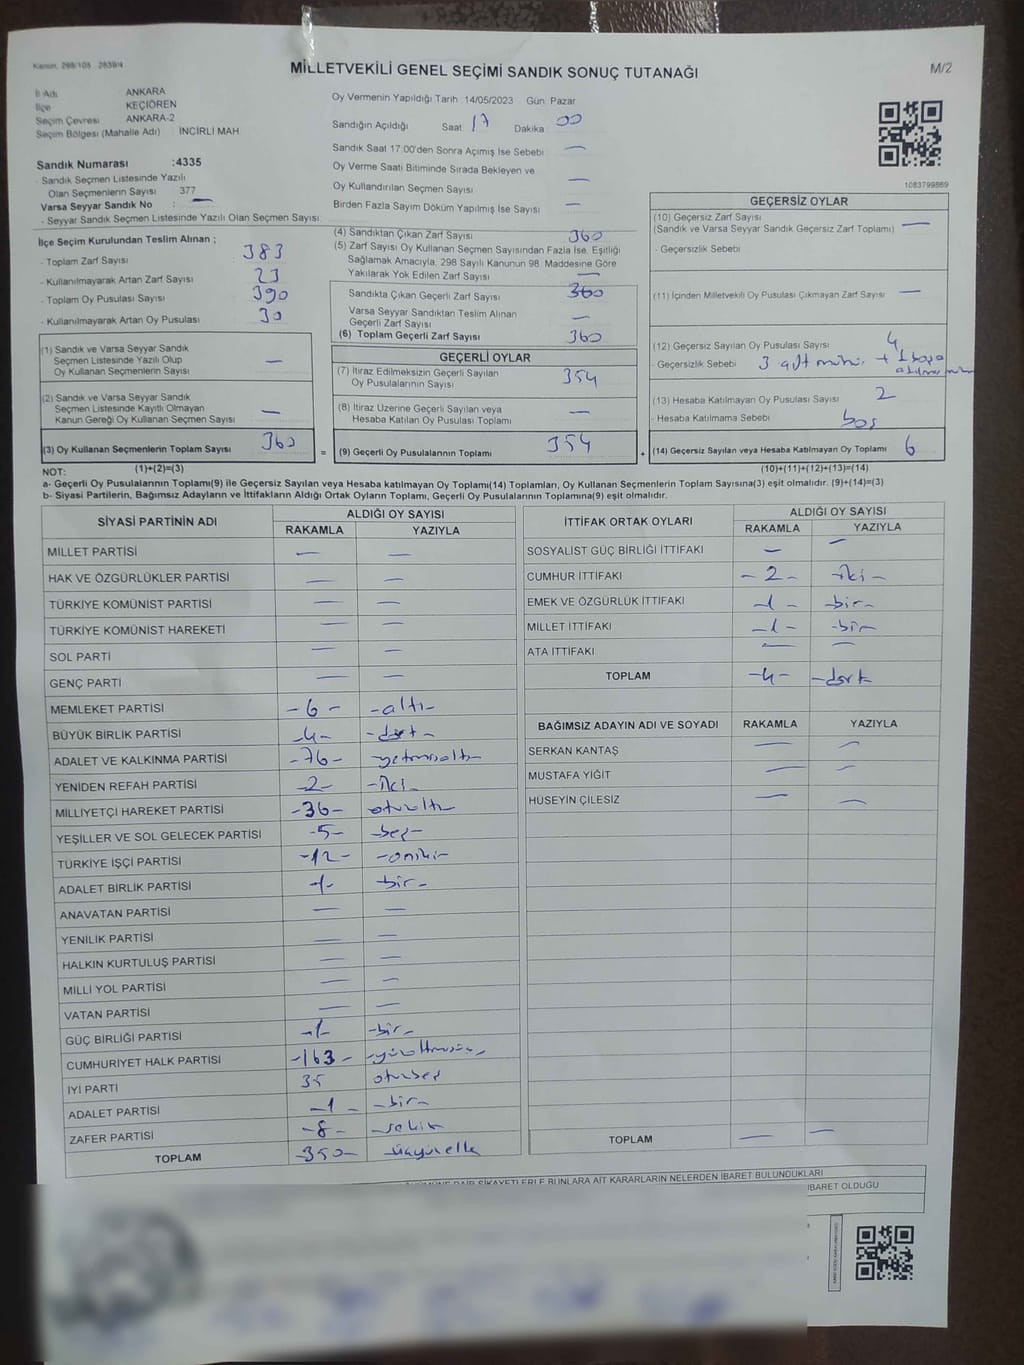 Kanun: 298/105 2839/4
MİLLETVEKİLİ GENEL SEÇİMİ SANDIK SONUÇ TUTANAĞI
M/2
İl Adı ANKARA
İlçe KEÇİÖREN
Seçim Çevresi ANKARA-2
Seçim Bölgesi (Mahalle Adı) İNCİRLİ MAH
Sandık Numarası :4335
- Sandık Seçmen Listesinde Yazılı
Olan Seçmenlerin Sayısı 377
Varsa Seyyar Sandık No : —
- Seyyar Sandık Seçmen Listesinde Yazılı Olan Seçmen Sayısı
Oy Vermenin Yapıldığı Tarih 14/05/2023 Gün: Pazar
Sandığın Açıldığı Saat 17 Dakika 00
Sandık Saat 17:00'den Sonra Açımış İse Sebebi —
Oy Verme Saati Bitiminde Sırada Bekleyen ve
Oy Kullandırılan Seçmen Sayısı —
Birden Fazla Sayım Döküm Yapılmış İse Sayısı —
1083799869
İlçe Seçim Kurulundan Teslim Alınan ;
- Toplam Zarf Sayısı 383
- Kullanılmayarak Artan Zarf Sayısı 23
- Toplam Oy Pusulası Sayısı 390
- Kullanılmayarak Artan Oy Pusulası 30
(1) Sandık ve Varsa Seyyar Sandık
Seçmen Listesinde Yazılı Olup
Oy Kullanan Seçmenlerin Sayısı —
(2) Sandık ve Varsa Seyyar Sandık
Seçmen Listesinde Kayıtlı Olmayan
Kanun Gereği Oy Kullanan Seçmen Sayısı —
(3) Oy Kullanan Seçmenlerin Toplam Sayısı 360
(1)+(2)=(3)
(4) Sandıktan Çıkan Zarf Sayısı 360
(5) Zarf Sayısı Oy Kullanan Seçmen Sayısından Fazla İse, Eşitliği
Sağlamak Amacıyla, 298 Sayılı Kanunun 98. Maddesine Göre
Yakılarak Yok Edilen Zarf Sayısı —
Sandıkta Çıkan Geçerli Zarf Sayısı 360
Varsa Seyyar Sandıktan Teslim Alınan
Geçerli Zarf Sayısı —
(6) Toplam Geçerli Zarf Sayısı 360
GEÇERLİ OYLAR
(7) İtiraz Edilmeksizin Geçerli Sayılan
Oy Pusulalarının Sayısı 354
(8) İtiraz Üzerine Geçerli Sayılan veya
Hesaba Katılan Oy Pusulası Toplamı —
= (9) Geçerli Oy Pusulalarının Toplamı 354
GEÇERSİZ OYLAR
(10) Geçersiz Zarf Sayısı
(Sandık ve Varsa Seyyar Sandık Geçersiz Zarf Toplamı) —
- Geçersizlik Sebebi
(11) İçinden Milletvekili Oy Pusulası Çıkmayan Zarf Sayısı —
(12) Geçersiz Sayılan Oy Pusulası Sayısı 4
- Geçersizlik Sebebi 3 çift mühür + 1 boşa
(13) Hesaba Katılmayan Oy Pusulası Sayısı 2
- Hesaba Katılmama Sebebi boş
+ (14) Geçersiz Sayılan veya Hesaba Katılmayan Oy Toplamı 6
(10)+(11)+(12)+(13)=(14)
NOT:
a- Geçerli Oy Pusulalarının Toplamı(9) ile Geçersiz Sayılan veya Hesaba katılmayan Oy Toplamı(14) Toplamları, Oy Kullanan Seçmenlerin Toplam Sayısına(3) eşit olmalıdır. (9)+(14)=(3)
b- Siyasi Partilerin, Bağımsız Adayların ve İttifakların Aldığı Ortak Oyların Toplamı, Geçerli Oy Pusulalarının Toplamına(9) eşit olmalıdır.
SİYASİ PARTİNİN ADI ALDIĞI OY SAYISI
RAKAMLA YAZIYLA
MİLLET PARTİSİ — —
HAK VE ÖZGÜRLÜKLER PARTİSİ — —
TÜRKİYE KOMÜNİST PARTİSİ — —
TÜRKİYE KOMÜNİST HAREKETİ — —
SOL PARTİ — —
GENÇ PARTİ — —
MEMLEKET PARTİSİ -6- -altı-
BÜYÜK BİRLİK PARTİSİ -4- -dört-
ADALET VE KALKINMA PARTİSİ -76- yetmişaltı
YENİDEN REFAH PARTİSİ -2- -iki-
MİLLİYETÇİ HAREKET PARTİSİ -36- otuzaltı
YEŞİLLER VE SOL GELECEK PARTİSİ -5- -beş-
TÜRKİYE İŞÇİ PARTİSİ -12- -oniki-
ADALET BİRLİK PARTİSİ -1- -bir-
ANAVATAN PARTİSİ — —
YENİLİK PARTİSİ — —
HALKIN KURTULUŞ PARTİSİ — —
MİLLİ YOL PARTİSİ — —
VATAN PARTİSİ — —
GÜÇ BİRLİĞİ PARTİSİ -1- -bir-
CUMHURİYET HALK PARTİSİ -163- -yüzaltmışüç-
İYİ PARTİ 35 otuzbeş
ADALET PARTİSİ -1- -bir-
ZAFER PARTİSİ -8- -sekiz
TOPLAM -350- üçyüzelli
İTTİFAK ORTAK OYLARI ALDIĞI OY SAYISI
RAKAMLA YAZIYLA
SOSYALİST GÜÇ BİRLİĞİ İTTİFAKI — —
CUMHUR İTTİFAKI -2- -iki-
EMEK VE ÖZGÜRLÜK İTTİFAKI -1- -bir-
MİLLET İTTİFAKI -1- -bir-
ATA İTTİFAKI — —
TOPLAM -4- -dört
BAĞIMSIZ ADAYIN ADI VE SOYADI RAKAMLA YAZIYLA
SERKAN KANTAŞ — —
MUSTAFA YİĞİT — —
HÜSEYİN ÇİLESİZ — —
TOPLAM — —
ŞİKAYETLERLE BUNLARA AİT KARARLARIN NELERDEN İBARET BULUNDUKLARI
İBARET OLDUĞU